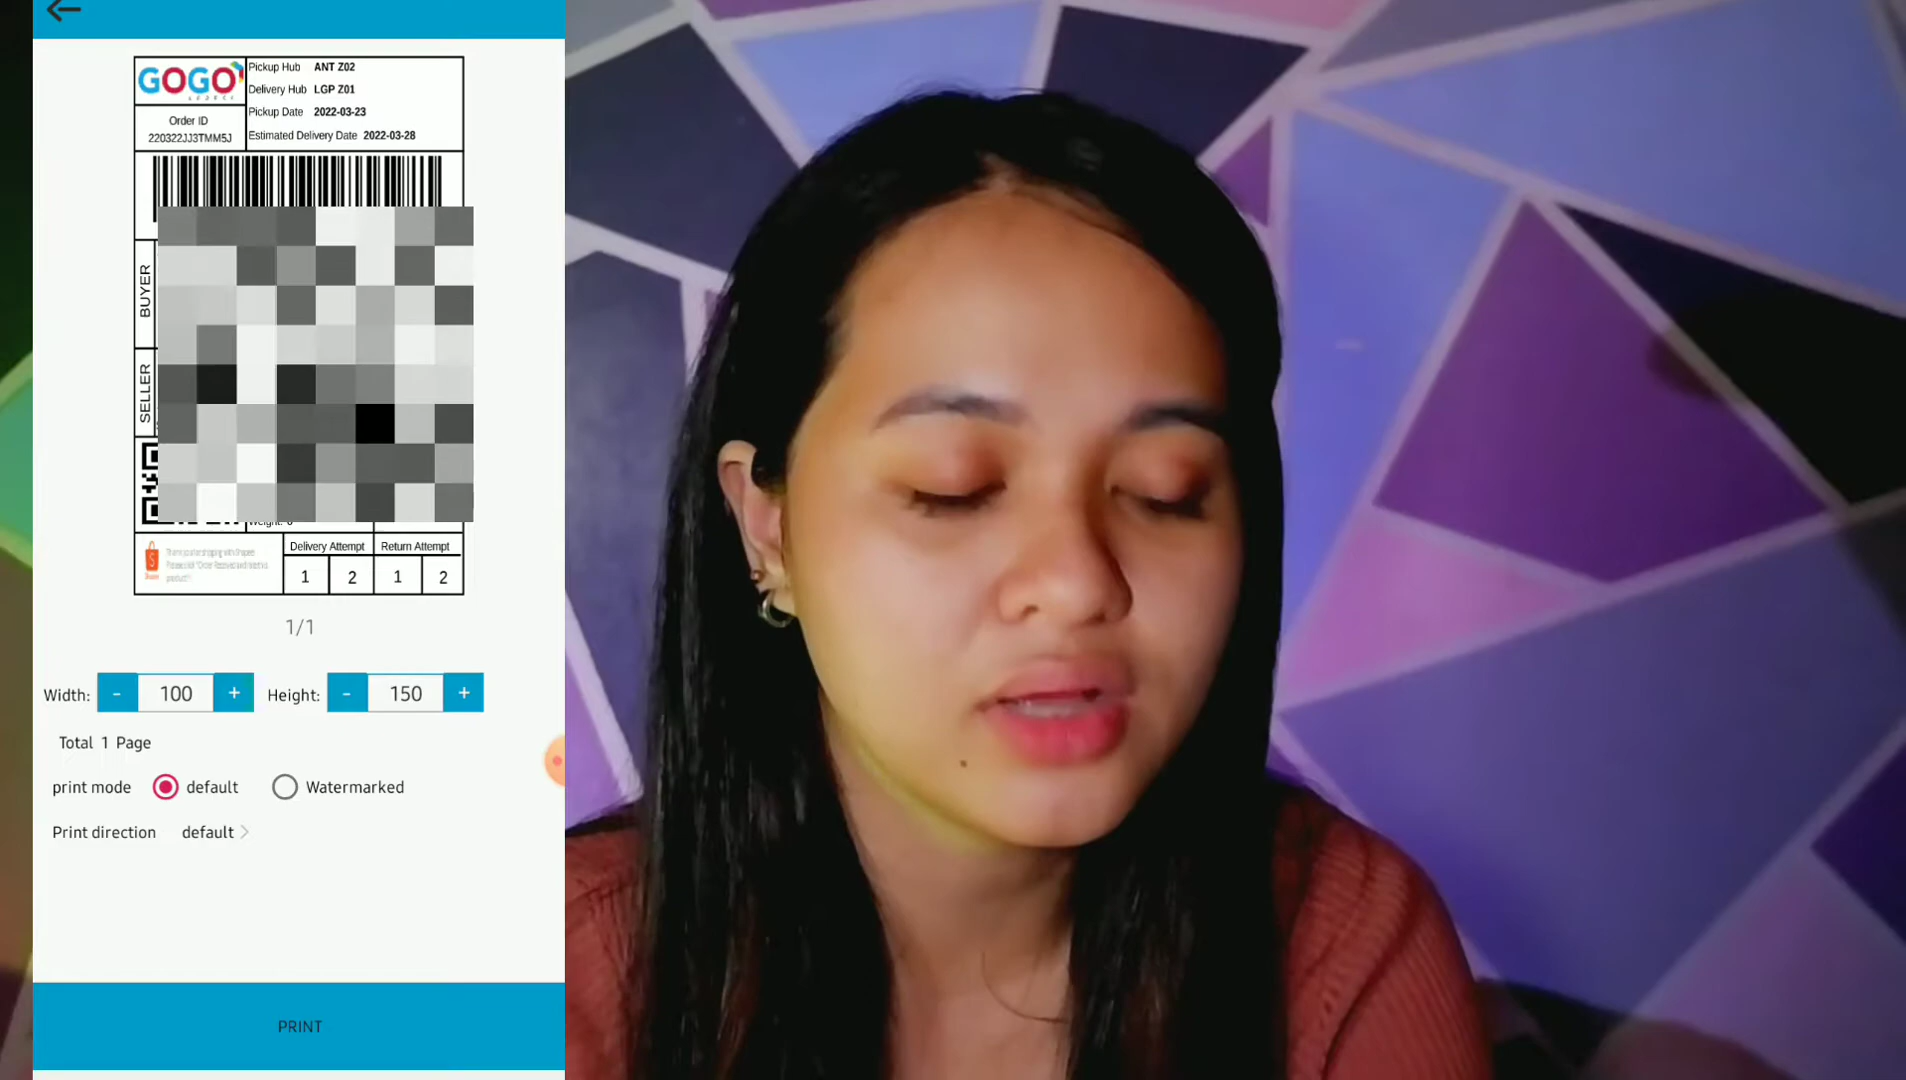 GOGO
Pickup Hub ANT Z02
Delivery Hub LGP Z01
Pickup Date 2022-03-23
Estimated Delivery Date 2022-03-28
Order ID
220322JJ3TMM5J
BUYER
SELLER
Delivery Attempt Return Attempt
1 2 1 2
1/1
Width: - 100 + Height: - 150 +
Total 1 Page
print mode default Watermarked
Print direction default >
PRINT